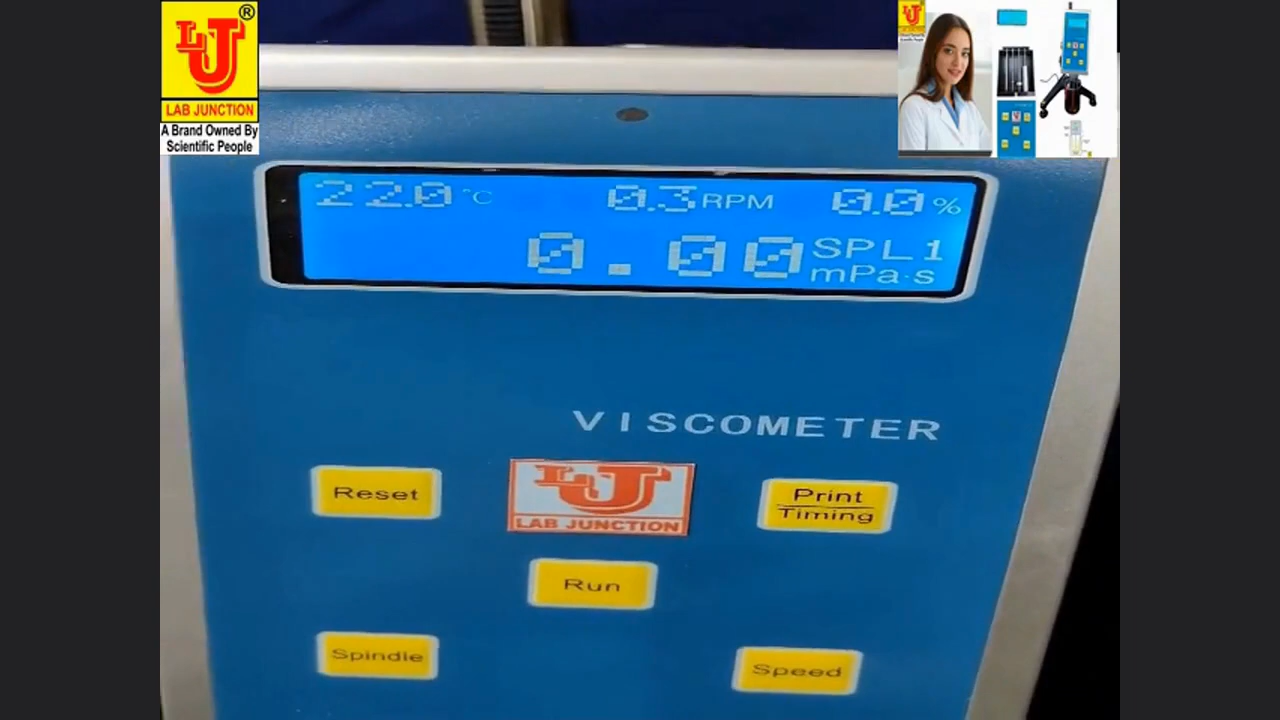 LJ®
LAB JUNCTION
A Brand Owned By
Scientific People
22.0 °C 0.3 RPM 0.0 %
0.00 SPL1
mPa·s
VISCOMETER
Reset
LJ
LAB JUNCTION
Print
Timing
Run
Spindle
Speed